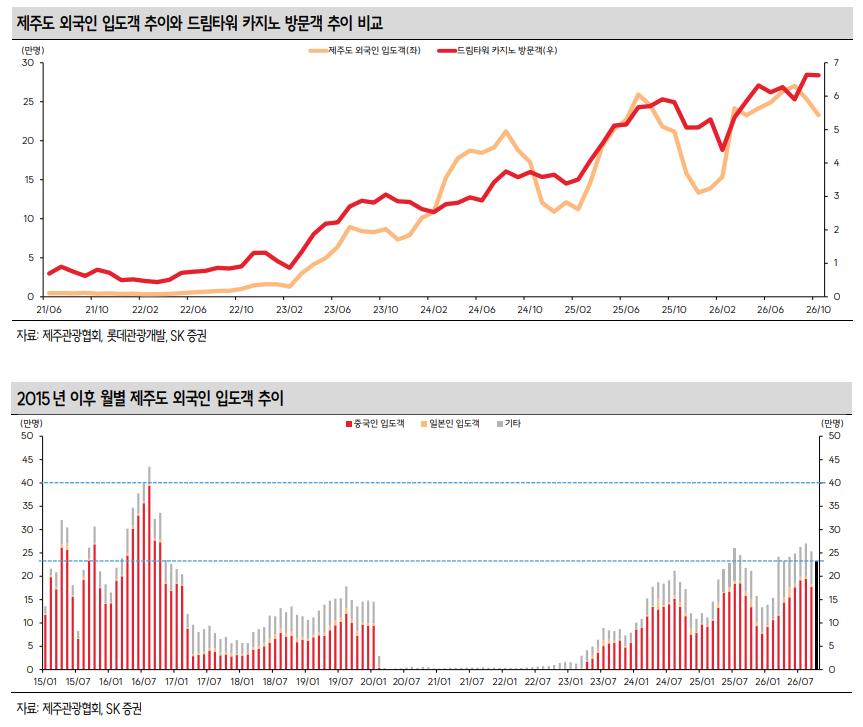 제주도 외국인 입도객 추이와 드림타워 카지노 방문객 추이 비교
(만명)
제주도 외국인 입도객(좌) 드림타워 카지노 방문객(우)
30 7
25 6
20 5
15 4
10 3
5 2
0 1
0
21/06 21/10 22/02 22/06 22/10 23/02 23/06 23/10 24/02 24/06 24/10 25/02 25/06 25/10 26/02 26/06 26/10
자료: 제주관광협회, 롯데관광개발, SK 증권
2015년 이후 월별 제주도 외국인 입도객 추이
(만명) (만명)
중국인 입도객 일본인 입도객 기타
50 50
45 45
40 40
35 35
30 30
25 25
20 20
15 15
10 10
5 5
0 0
15/01 15/07 16/01 16/07 17/01 17/07 18/01 18/07 19/01 19/07 20/01 20/07 21/01 21/07 22/01 22/07 23/01 23/07 24/01 24/07 25/01 25/07 26/01 26/07
자료: 제주관광협회, SK 증권